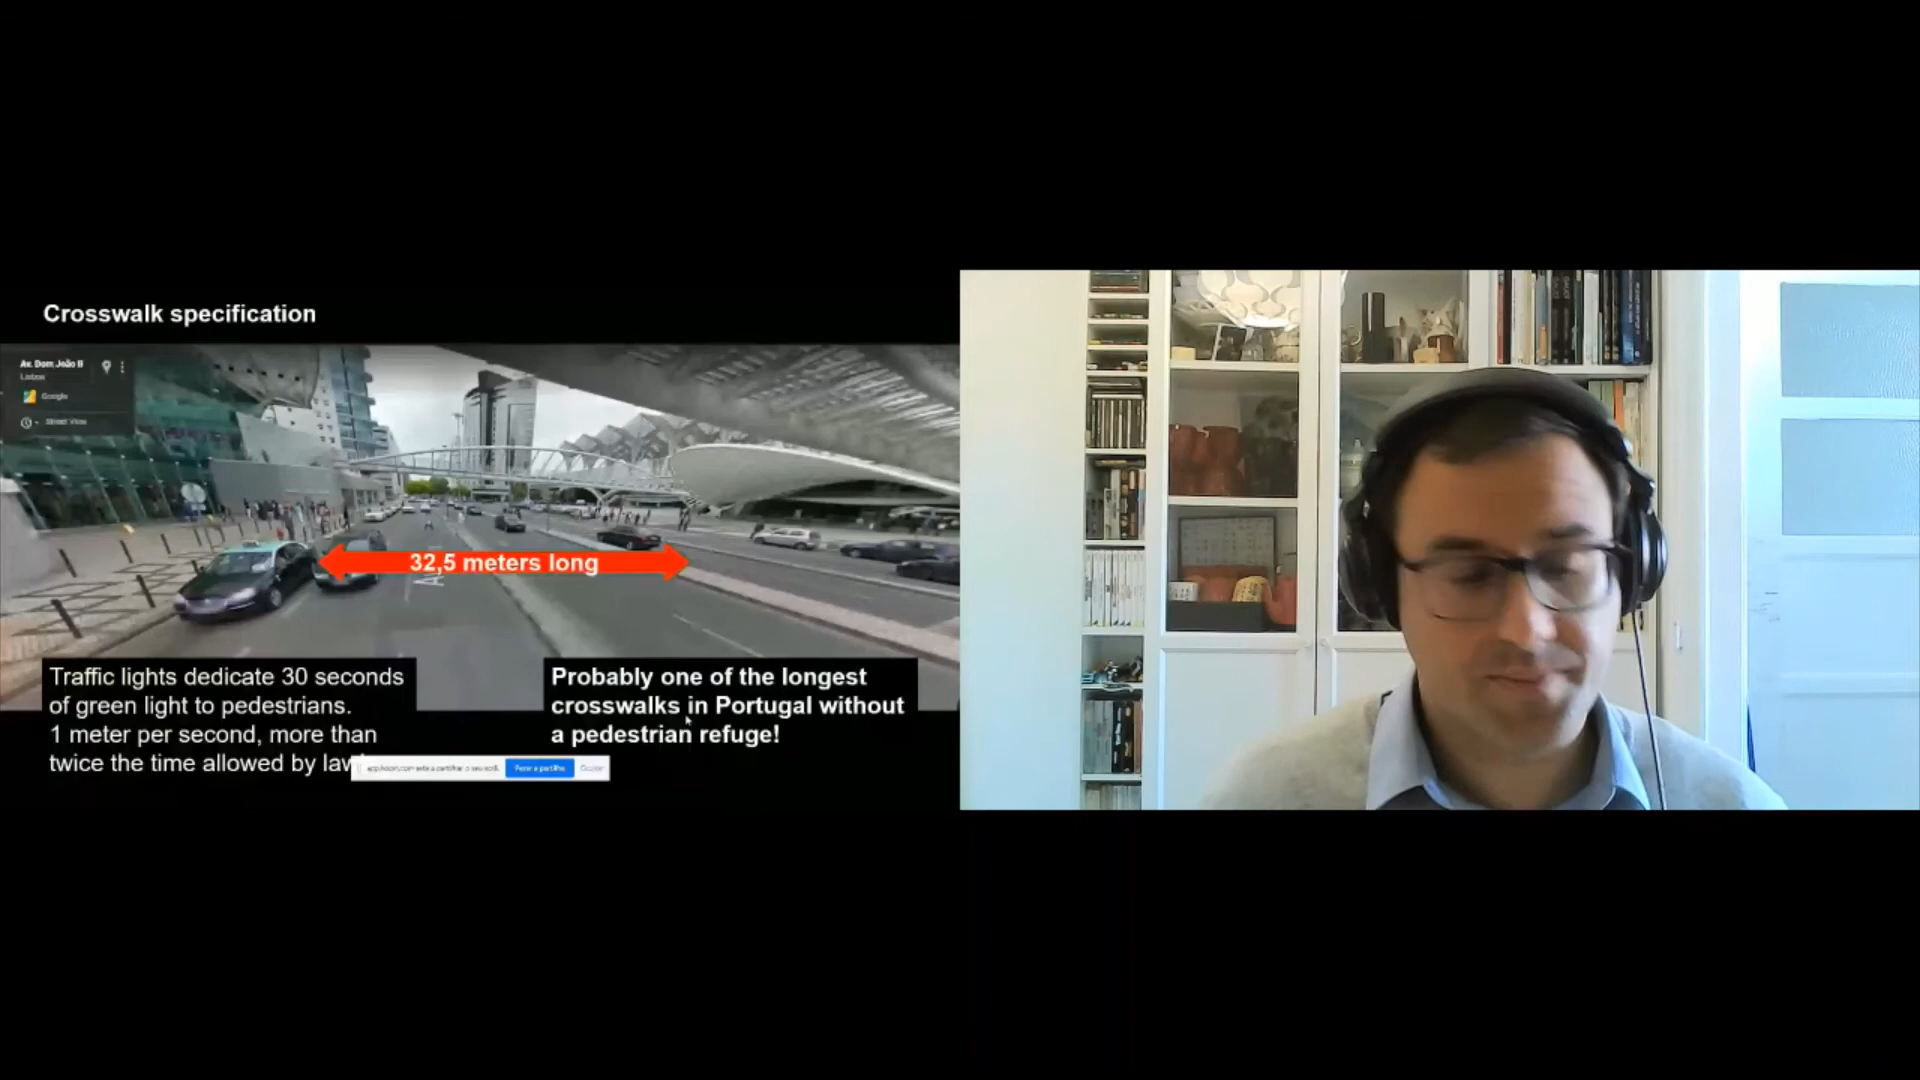 Crosswalk specification
Av. Dom João II
Lisboa
Google
Street View
32,5 meters long
Traffic lights dedicate 30 seconds
of green light to pedestrians.
1 meter per second, more than
twice the time allowed by law
Probably one of the longest
crosswalks in Portugal without
a pedestrian refuge!